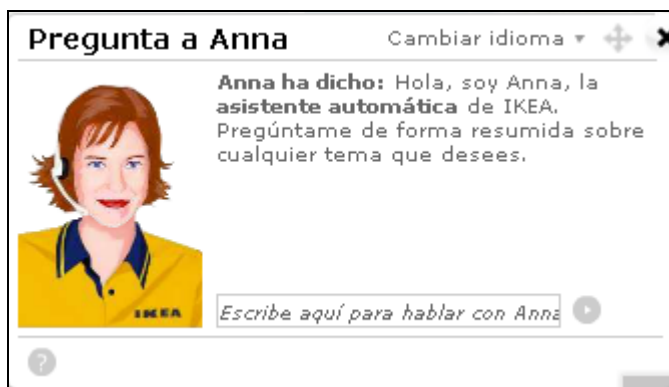 Pregunta a Anna
Cambiar idioma
Anna ha dicho: Hola, soy Anna, la
asistente automática de IKEA.
Pregúntame de forma resumida sobre
cualquier tema que desees.
IKEA
Escribe aquí para hablar con Anna
?